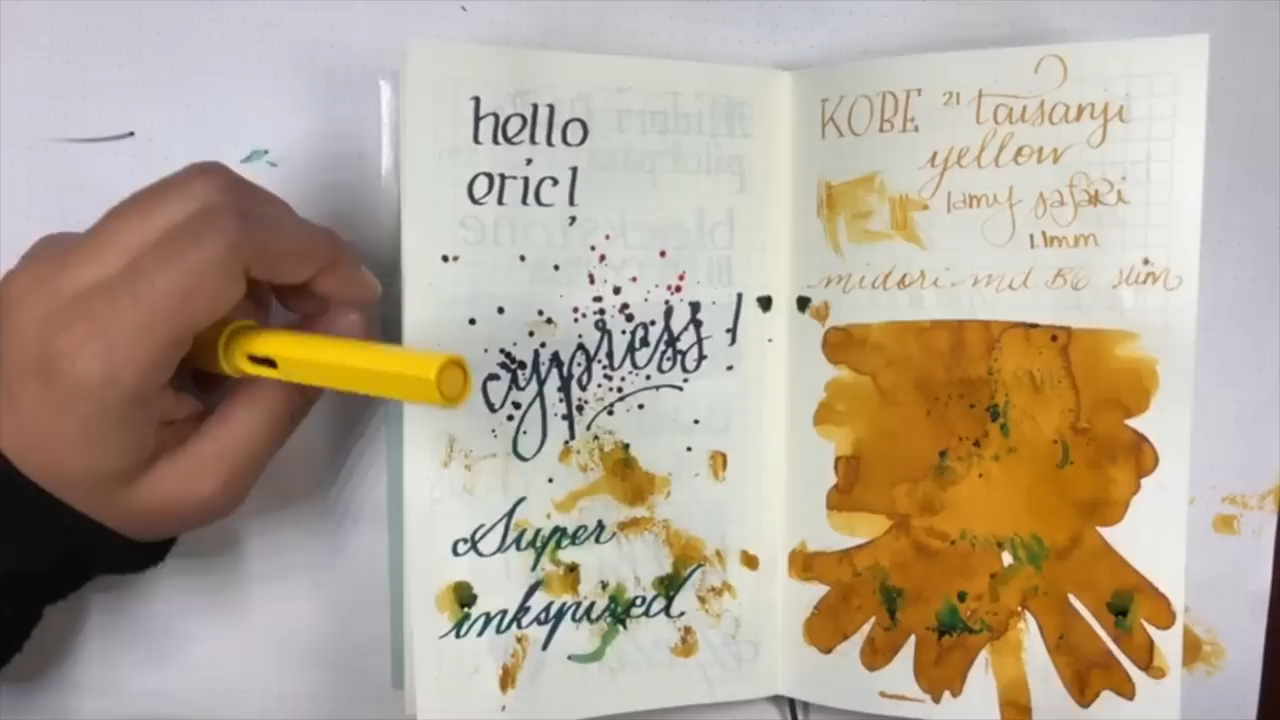 hello
eric!
cypress!
Super
inkspired
KOBE 21 taisanji
yellow
lamy safari
1.1mm
midori md B6 slim